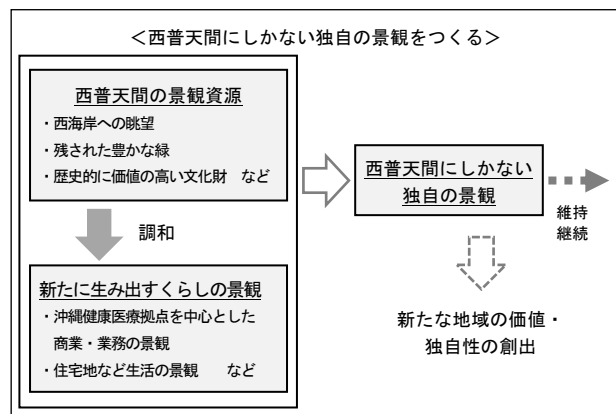 ＜西普天間にしかない独自の景観をつくる＞
西普天間の景観資源
・西海岸への眺望
・残された豊かな緑
・歴史的に価値の高い文化財　など
調和
新たに生み出すくらしの景観
・沖縄健康医療拠点を中心とした
商業・業務の景観
・住宅地など生活の景観　　など
西普天間にしかない
独自の景観
維持
継続
新たな地域の価値・
独自性の創出